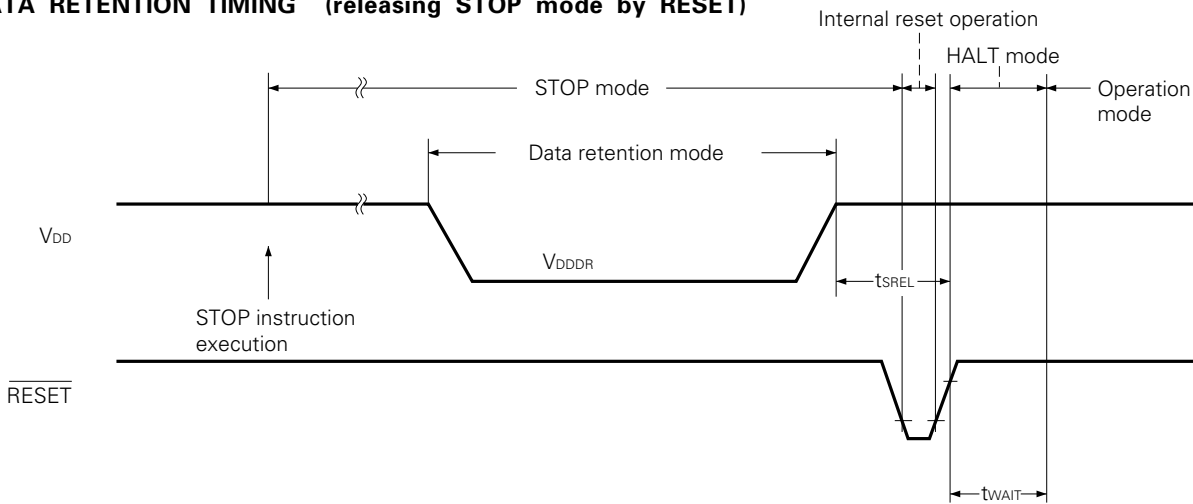 ATA RETENTION TIMING (releasing STOP mode by RESET)
Internal reset operation
HALT mode
STOP mode
Operation
mode
Data retention mode
VDD
VDDDR
tSREL
STOP instruction
execution
RESET
tWAIT